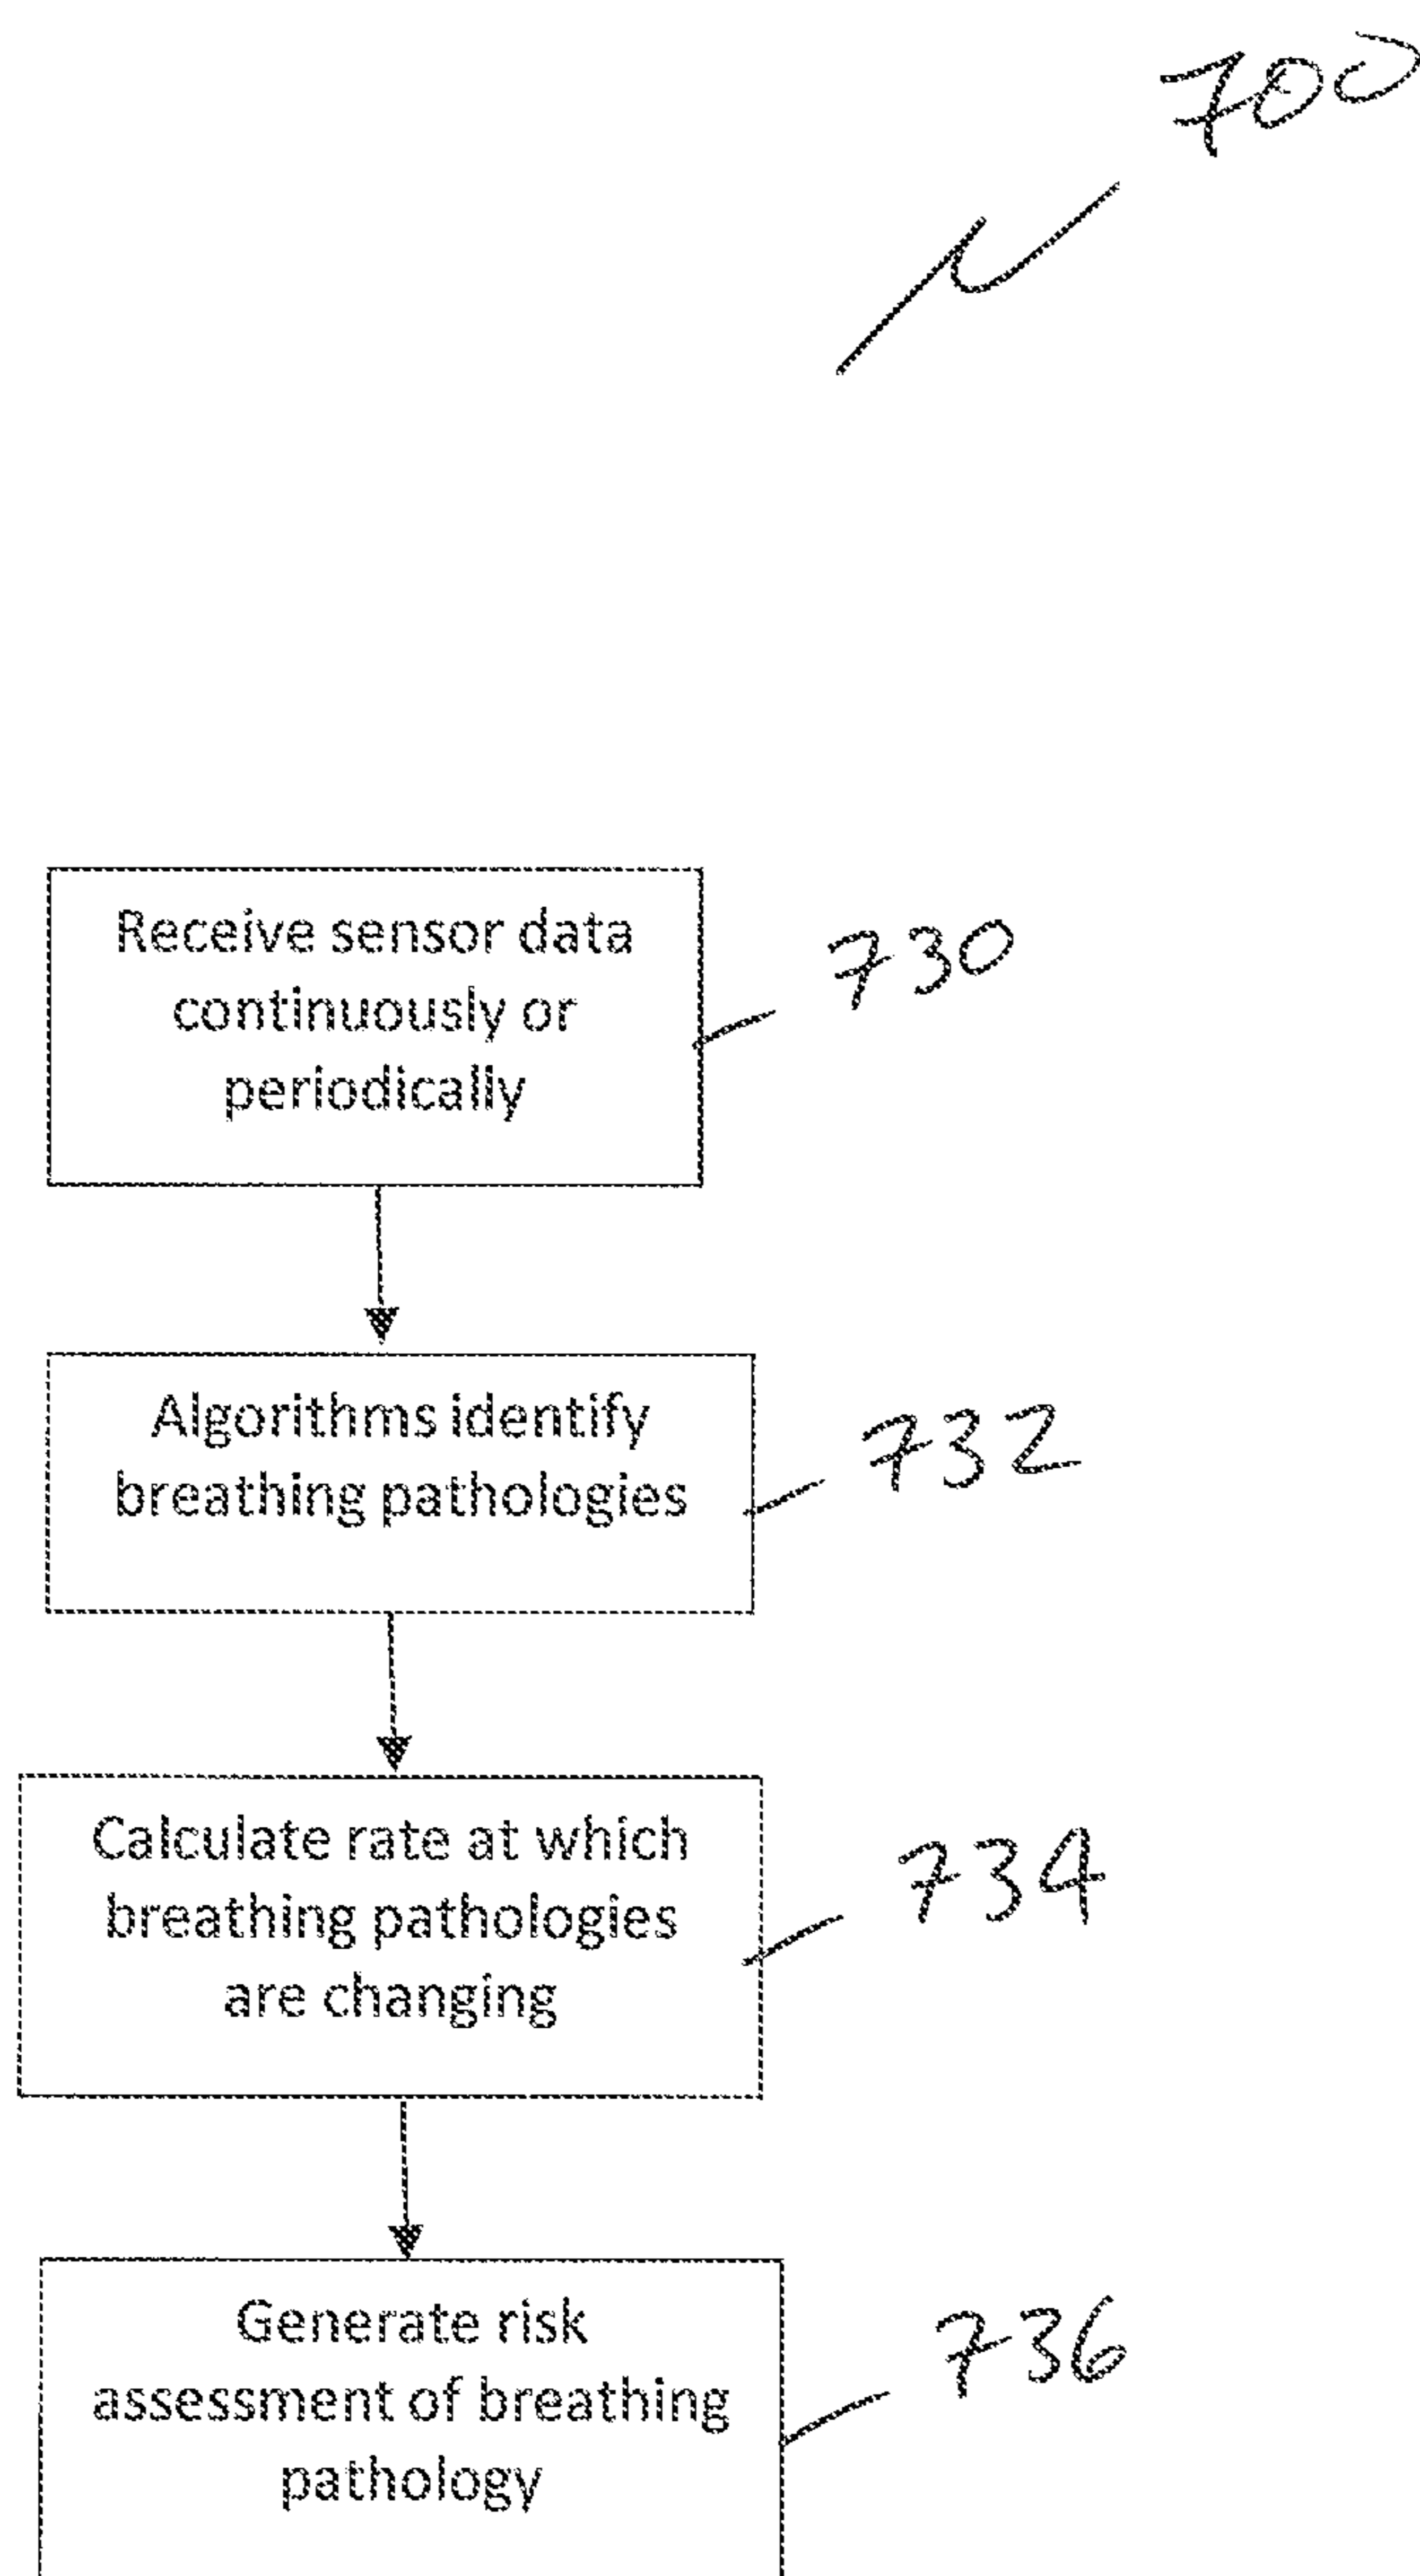 700
Receive sensor data
continuously or
periodically
730
Algorithms identify
breathing pathologies
732
Calculate rate at which
breathing pathologies
are changing
734
Generate risk
assessment of breathing
pathology
736